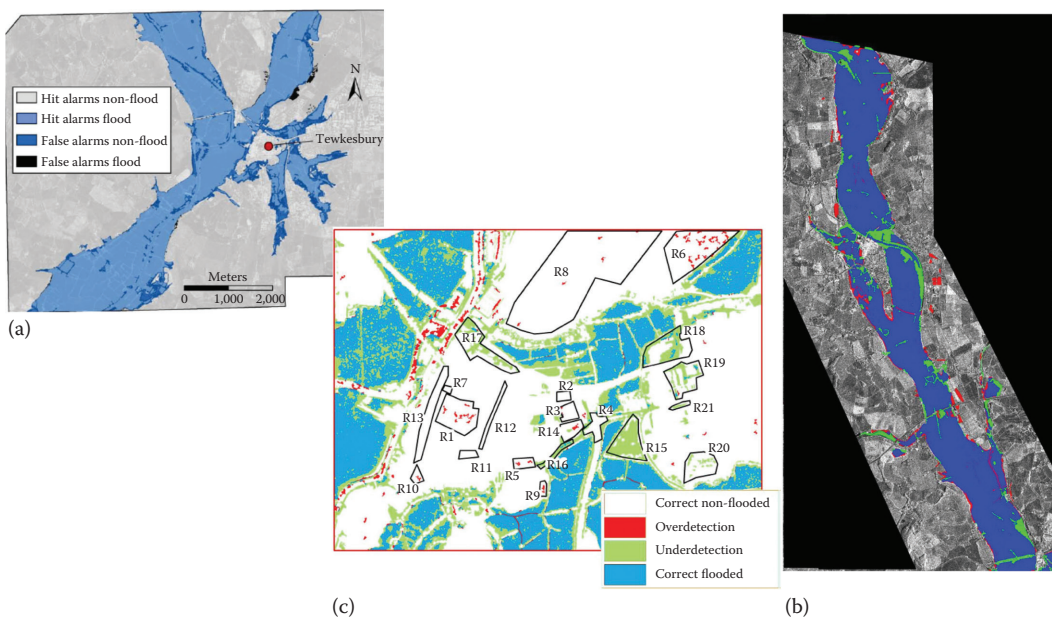 Hit alarms non-flood
Hit alarms flood
False alarms non-flood
False alarms flood
N
Tewkesbury
Meters
0 1,000 2,000
(a)
R8
R6
R17
R18
R19
R7
R2
R21
R13
R3
R4
R1
R12
R14
R15
R11
R16
R20
R5
R10
R9
Correct non-flooded
Overdetection
Underdetection
Correct flooded
(c)
(b)